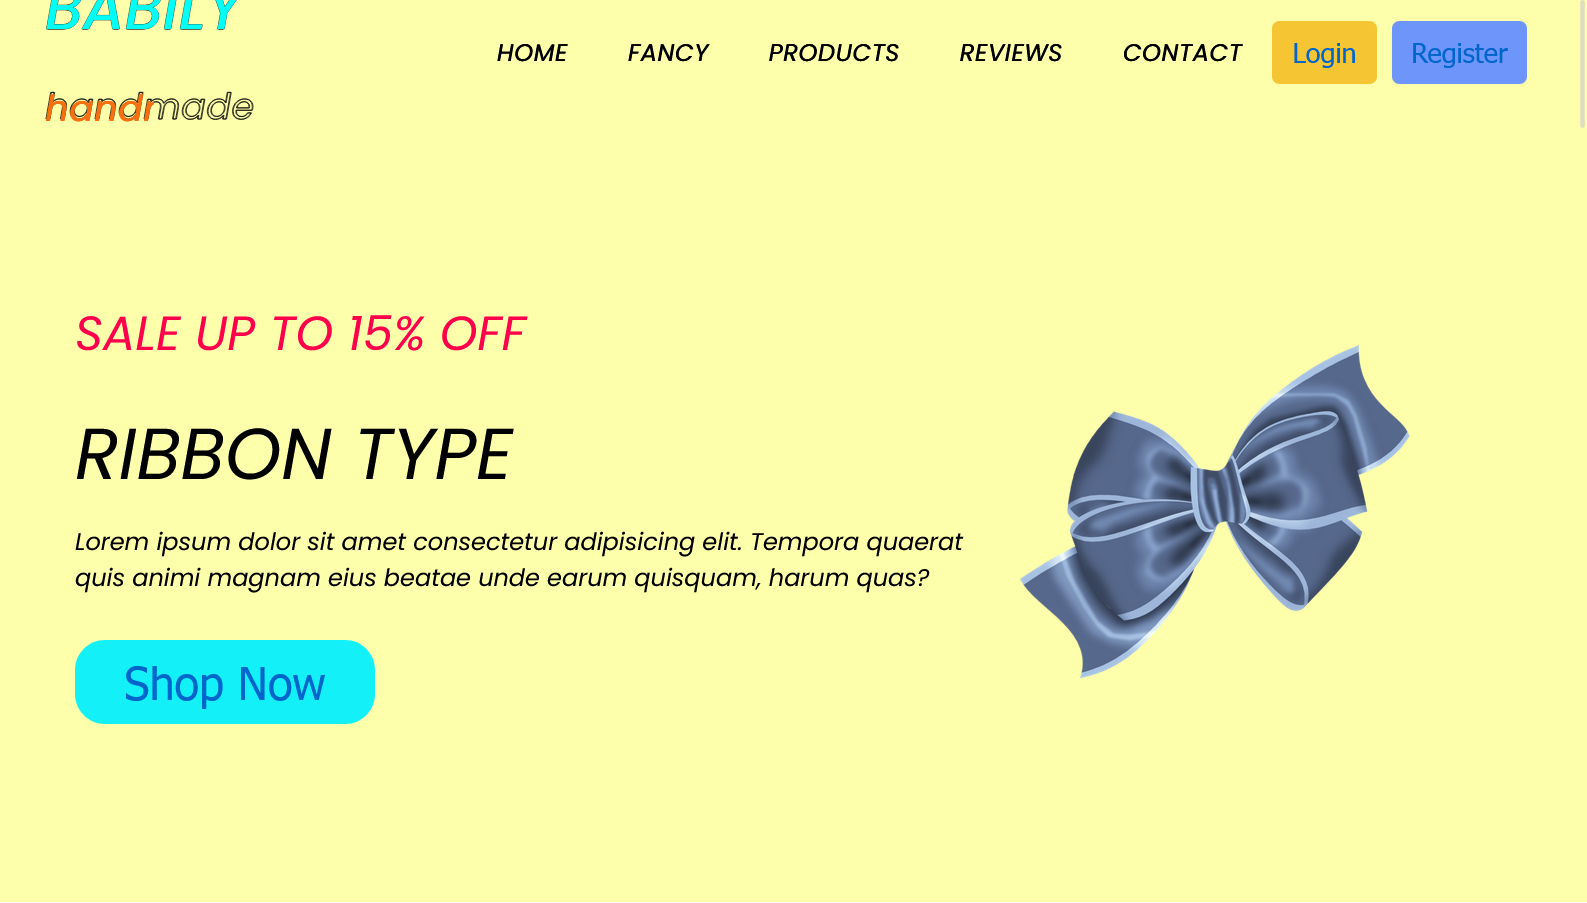 BABILY
handmade
HOME FANCY PRODUCTS REVIEWS CONTACT Login Register
SALE UP TO 15% OFF
RIBBON TYPE
Lorem ipsum dolor sit amet consectetur adipisicing elit. Tempora quaerat
quis animi magnam eius beatae unde earum quisquam, harum quas?
Shop Now